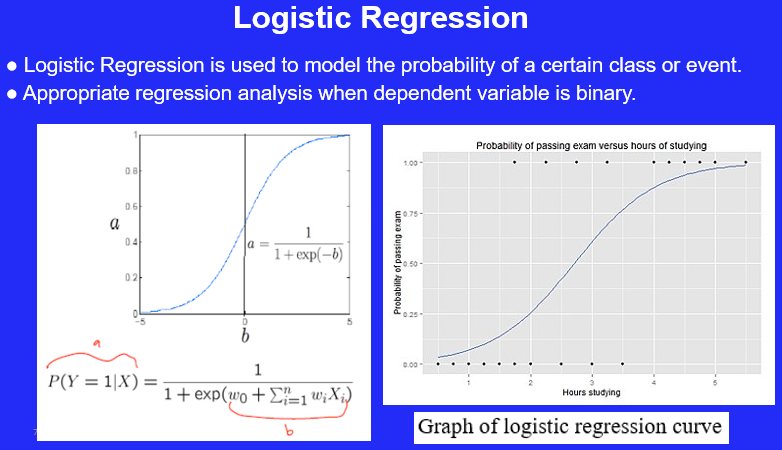 Logistic Regression
● Logistic Regression is used to model the probability of a certain class or event.
● Appropriate regression analysis when dependent variable is binary.
1
0.8
0.6
a
0.4
0.2
0
-5
0
5
b
a = 1 / (1 + exp(−b))
a
P(Y = 1|X) = 1 / (1 + exp(w₀ + Σⁿᵢ₌₁ wᵢXᵢ))
b
7
Probability of passing exam versus hours of studying
1.00
0.75
0.50
0.25
0.00
Probability of passing exam
1 2 3 4 5
Hours studying
Graph of logistic regression curve